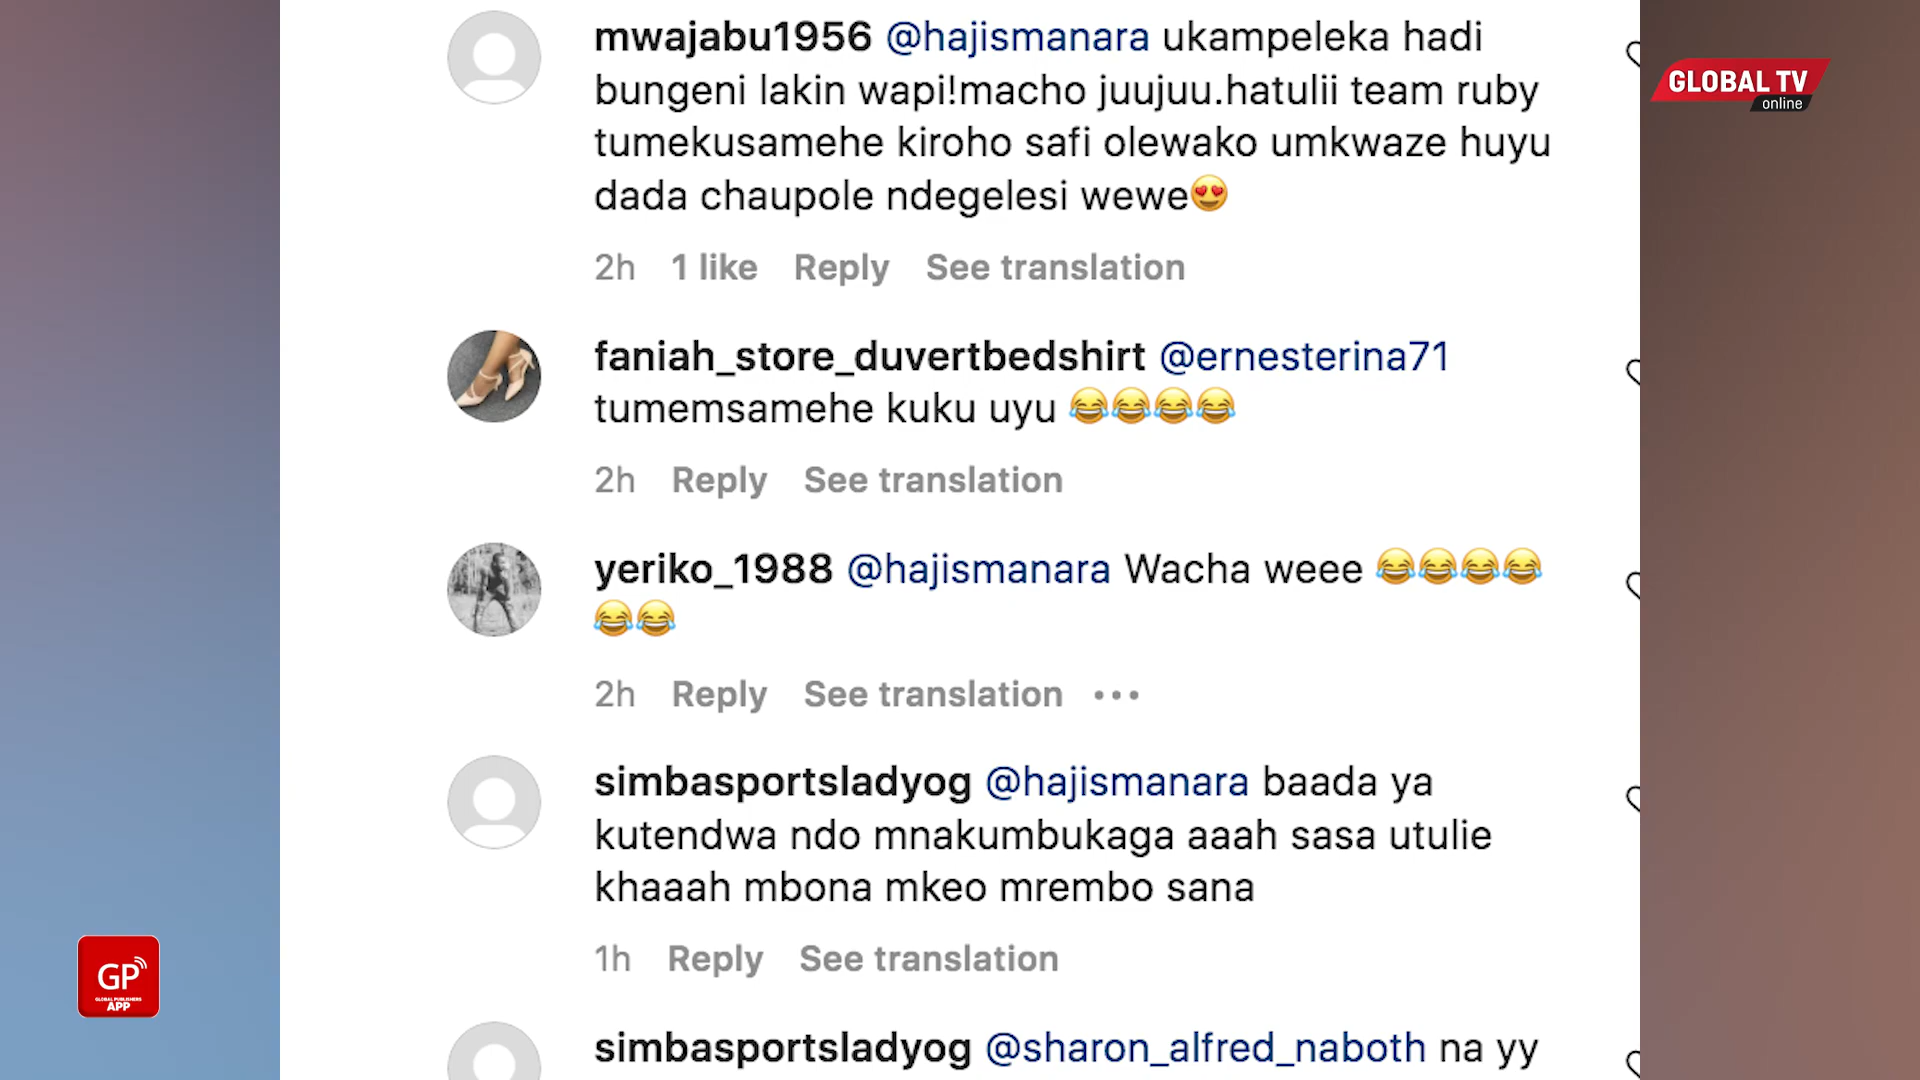 mwajabu1956 @hajismanara ukampeleka hadi
bungeni lakin wapi!macho juujuu.hatulii team ruby
tumekusamehe kiroho safi olewako umkwaze huyu
dada chaupole ndegelesi wewe😍
2h 1 like Reply See translation
faniah_store_duvertbedshirt @ernesterina71
tumemsamehe kuku uyu 😂😂😂😂
2h Reply See translation
yeriko_1988 @hajismanara Wacha weee 😂😂😂😂
😂😂
2h Reply See translation •••
simbasportsladyog @hajismanara baada ya
kutendwa ndo mnakumbukaga aaah sasa utulie
khaaah mbona mkeo mrembo sana
1h Reply See translation
simbasportsladyog @sharon_alfred_naboth na yy
GLOBAL TV
online
GP
GLOBAL PUBLISHERS
APP